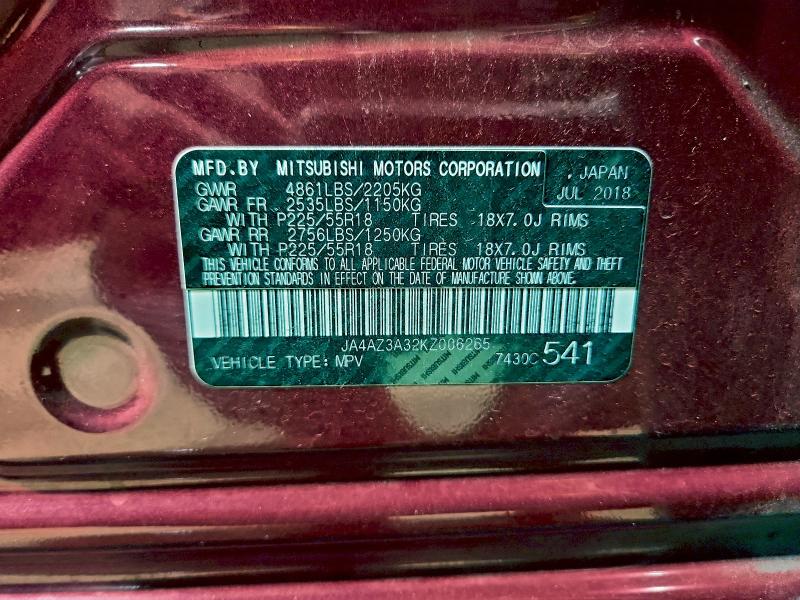 MFD.BY MITSUBISHI MOTORS CORPORATION , JAPAN
GVWR 4861LBS/2205KG JUL 2018
GAWR FR 2535LBS/1150KG
WITH P225/55R18 TIRES 18X7.0J RIMS
GAWR RR 2756LBS/1250KG
WITH P225/55R18 TIRES 18X7.0J RIMS
THIS VEHICLE CONFORMS TO ALL APPLICABLE FEDERAL MOTOR VEHICLE SAFETY AND THEFT
PREVENTION STANDARDS IN EFFECT ON THE DATE OF MANUFACTURE SHOWN ABOVE.
JA4AZ3A32KZ006265
VEHICLE TYPE: MPV 7430C 541